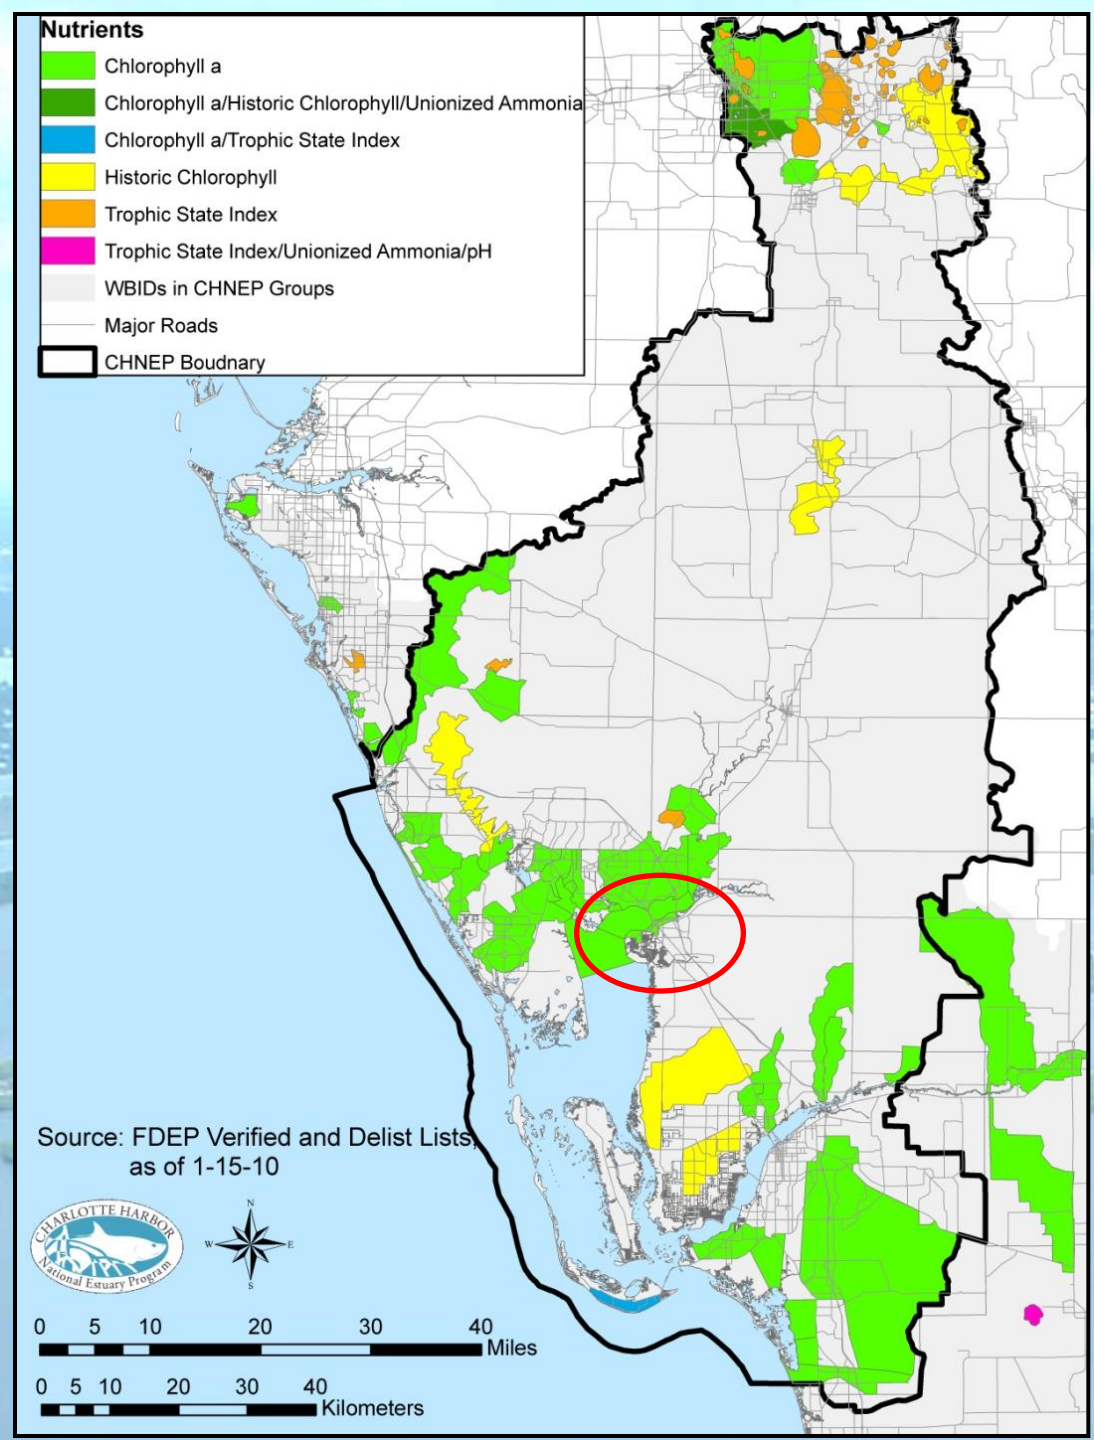 Nutrients
Chlorophyll a
Chlorophyll a/Historic Chlorophyll/Unionized Ammonia
Chlorophyll a/Trophic State Index
Historic Chlorophyll
Trophic State Index
Trophic State Index/Unionized Ammonia/pH
WBIDs in CHNEP Groups
Major Roads
CHNEP Boudnary
Source: FDEP Verified and Delist Lists,
as of 1-15-10
CHARLOTTE HARBOR
National Estuary Program
N
W E
S
0 5 10 20 30 40
Miles
0 5 10 20 30 40
Kilometers